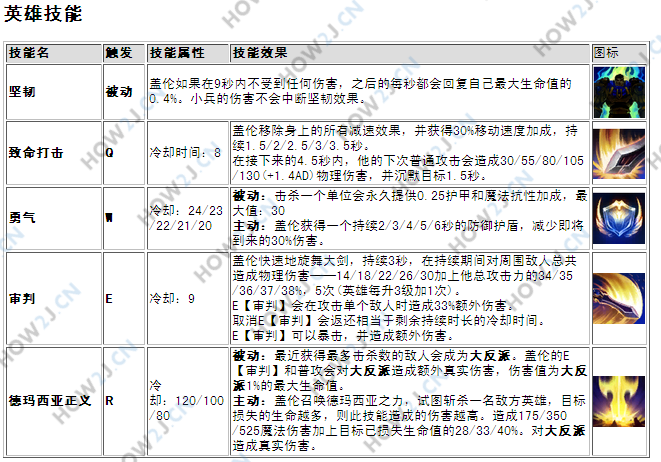 英雄技能
技能名 触发 技能属性 技能效果 图标
坚韧 被动 盖伦如果在9秒内不受到任何伤害，之后的每秒都会回复自己最大生命值的
0.4%。小兵的伤害不会中断坚韧效果。
致命打击 Q 冷却时间：8 盖伦移除身上的所有减速效果，并获得30%移动速度加成，持
续1.5/2/2.5/3/3.5秒。
在接下来的4.5秒内，他的下次普通攻击会造成30/55/80/105
/130(+1.4AD)物理伤害，并沉默目标1.5秒。
勇气 W 冷却：24/23
/22/21/20
被动：击杀一个单位会永久提供0.25护甲和魔法抗性加成，最
大值：30
主动：盖伦获得一个持续2/3/4/5/6秒的防御护盾，减少即将
到来的30%伤害。
审判 E 冷却：9 盖伦快速地旋舞大剑，持续3秒，在持续期间对周围敌人总共
造成物理伤害——14/18/22/26/30加上他总攻击力的34/35
/36/37/38%，5次(英雄每升3级加1次)。
E【审判】会在攻击单个敌人时造成33%额外伤害。
取消E【审判】会返还相当于剩余持续时长的冷却时间。
E【审判】可以暴击，并造成额外伤害。
德玛西亚正义 R 冷
却：120/100
/80
被动：最近获得最多击杀数的敌人会成为大反派。盖伦的E
【审判】和普攻会对大反派造成额外真实伤害，伤害值为大反
派1%的最大生命值。
主动：盖伦召唤德玛西亚之力，试图斩杀一名敌方英雄，目标
损失的生命越多，则此技能造成的伤害越高。造成175/350
/525魔法伤害加上目标已损失生命值的28/33/40%。对大反派
造成真实伤害。
HOW2J.CN